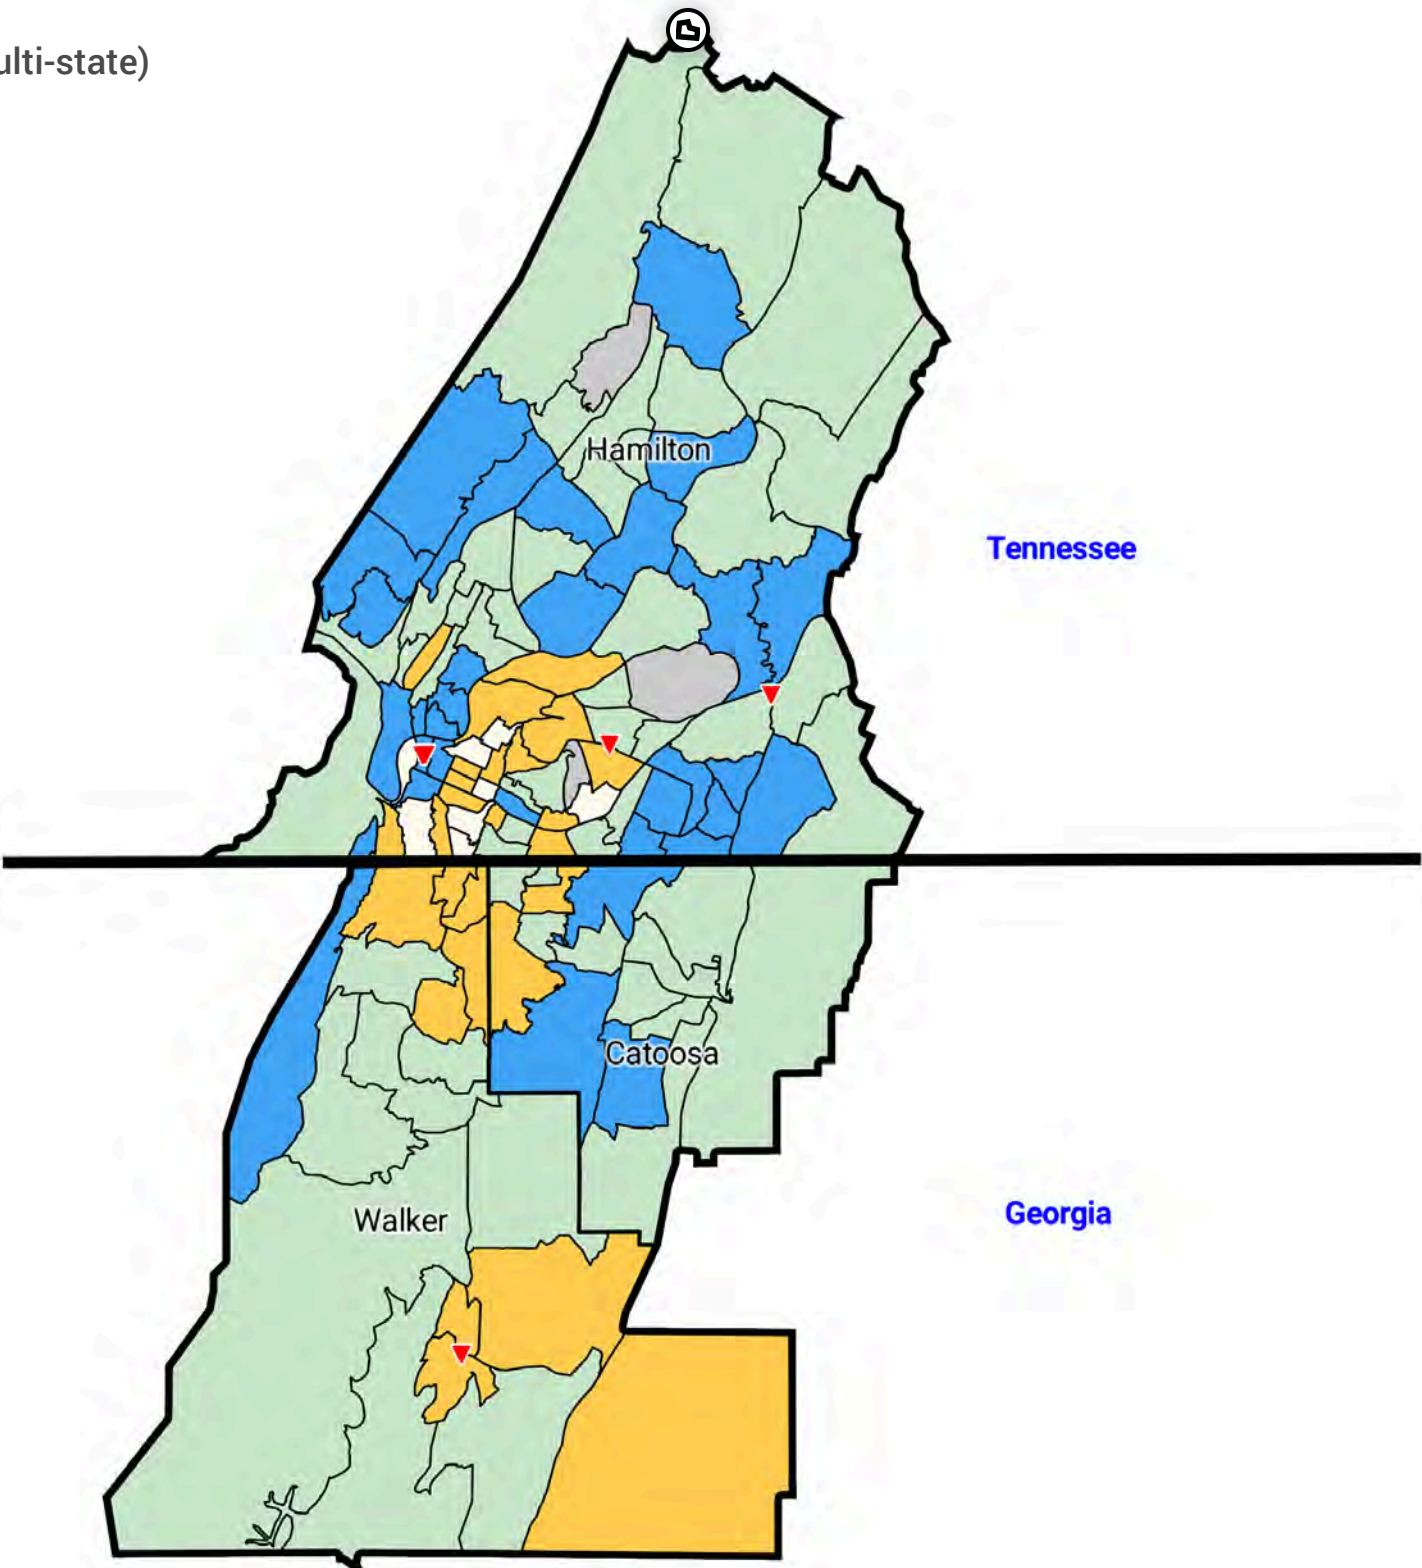 ulti-state)
Hamilton
Tennessee
Catoosa
Walker
Georgia